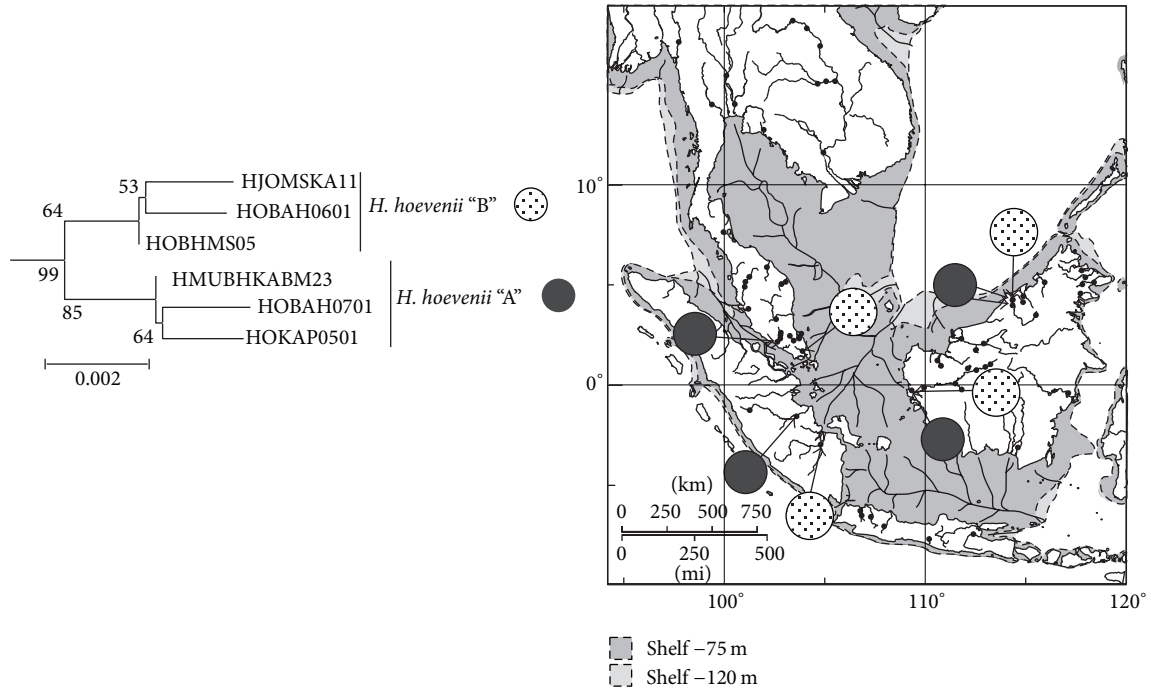 53
HJOMSKA11
64
HOBAH0601
H. hoevenii “B”
HOBHMS05
99
HMUBHKABM23
85
HOBAH0701
H. hoevenii “A”
64
HOKAP0501
0.002
10°
0°
(km)
0 250 500 750
0 250 500
(mi)
100° 110° 120°
Shelf −75 m
Shelf −120 m